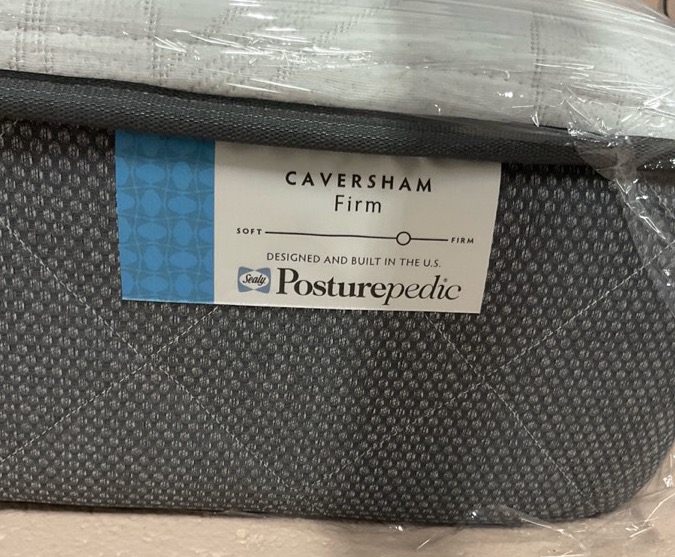 CAVERSHAM
Firm
SOFT FIRM
DESIGNED AND BUILT IN THE U.S.
Sealy Posturepedic